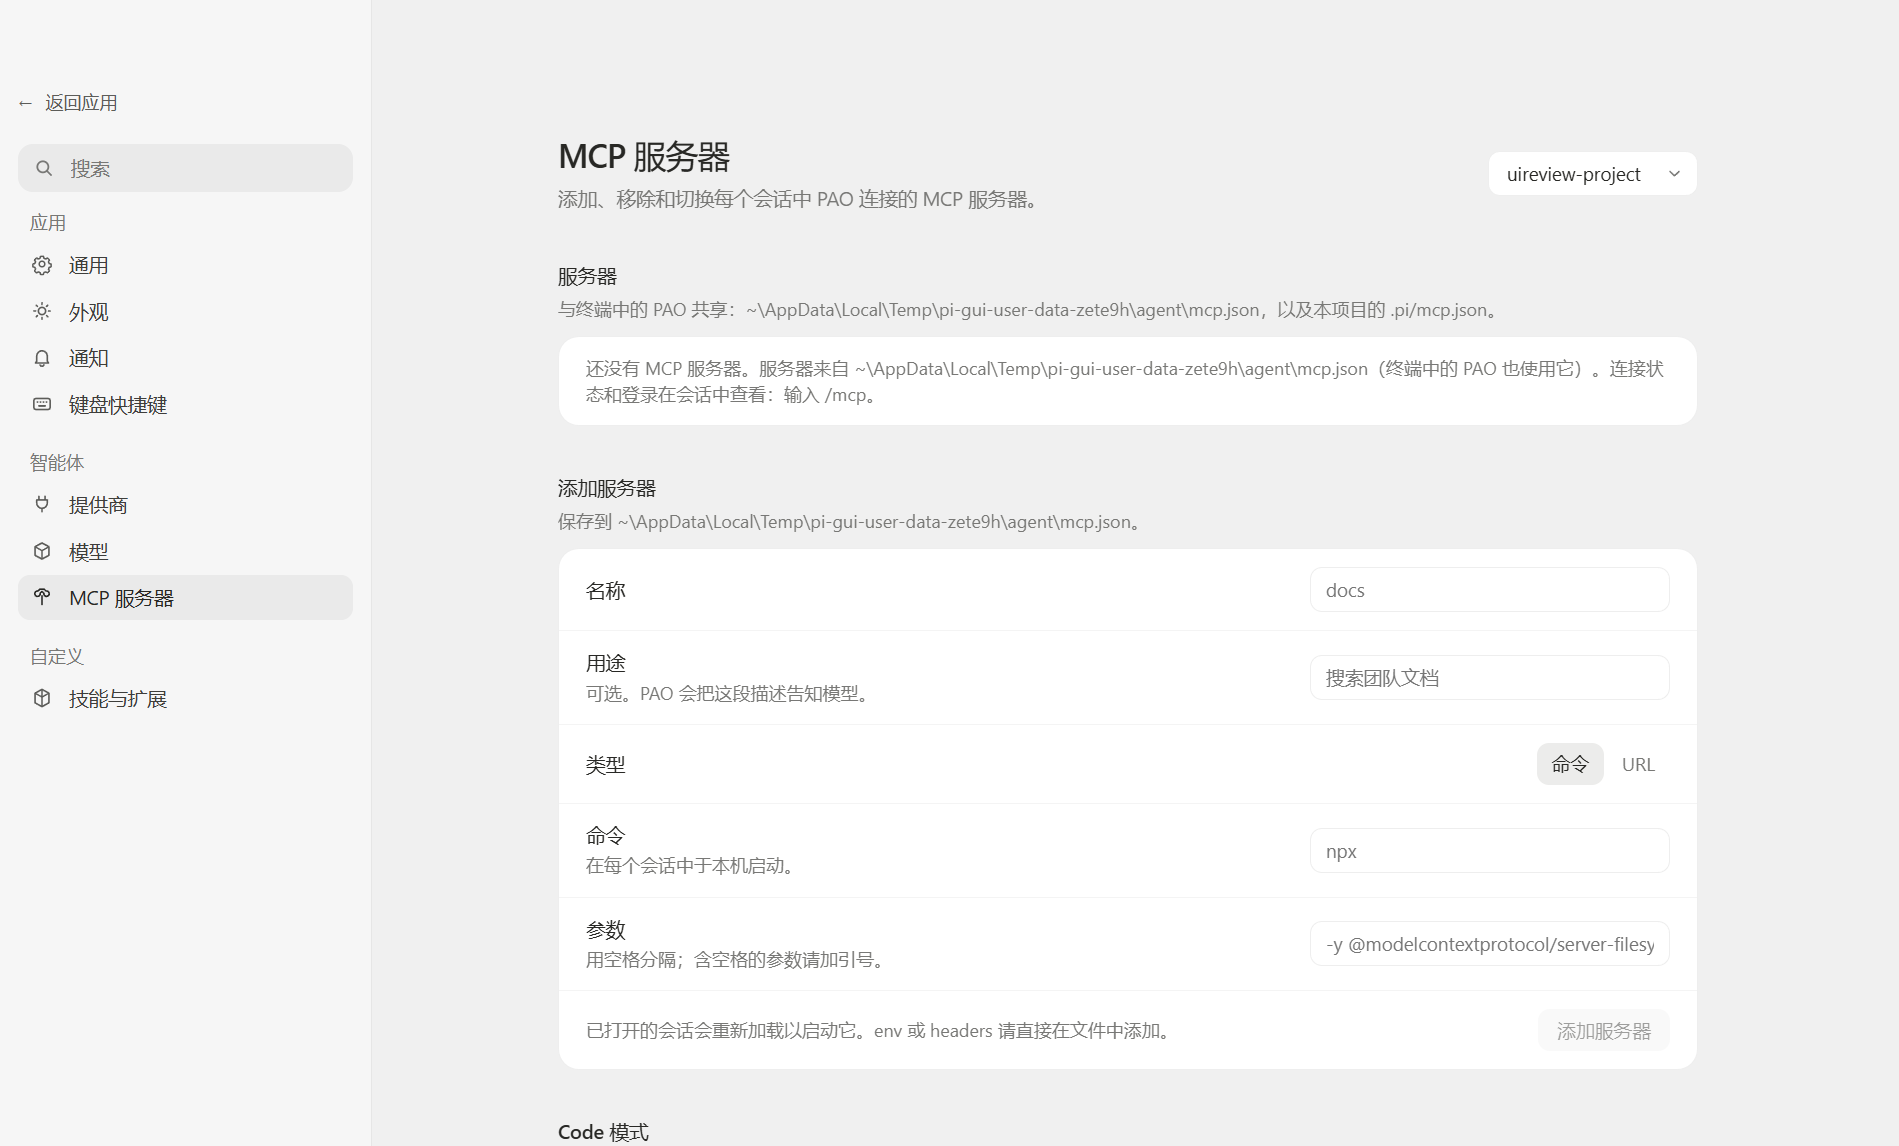 ← 返回应用
搜索
应用
通用
外观
通知
键盘快捷键
智能体
提供商
模型
MCP 服务器
自定义
技能与扩展
MCP 服务器
添加、移除和切换每个会话中 PAO 连接的 MCP 服务器。
uireview-project
服务器
与终端中的 PAO 共享：~\AppData\Local\Temp\pi-gui-user-data-zete9h\agent\mcp.json，以及本项目的 .pi/mcp.json。
还没有 MCP 服务器。服务器来自 ~\AppData\Local\Temp\pi-gui-user-data-zete9h\agent\mcp.json（终端中的 PAO 也使用它）。连接状
态和登录在会话中查看：输入 /mcp。
添加服务器
保存到 ~\AppData\Local\Temp\pi-gui-user-data-zete9h\agent\mcp.json。
名称
docs
用途
可选。PAO 会把这段描述告知模型。
搜索团队文档
类型
命令
URL
命令
在每个会话中于本机启动。
npx
参数
用空格分隔；含空格的参数请加引号。
-y @modelcontextprotocol/server-filesy
已打开的会话会重新加载以启动它。env 或 headers 请直接在文件中添加。
添加服务器
Code 模式